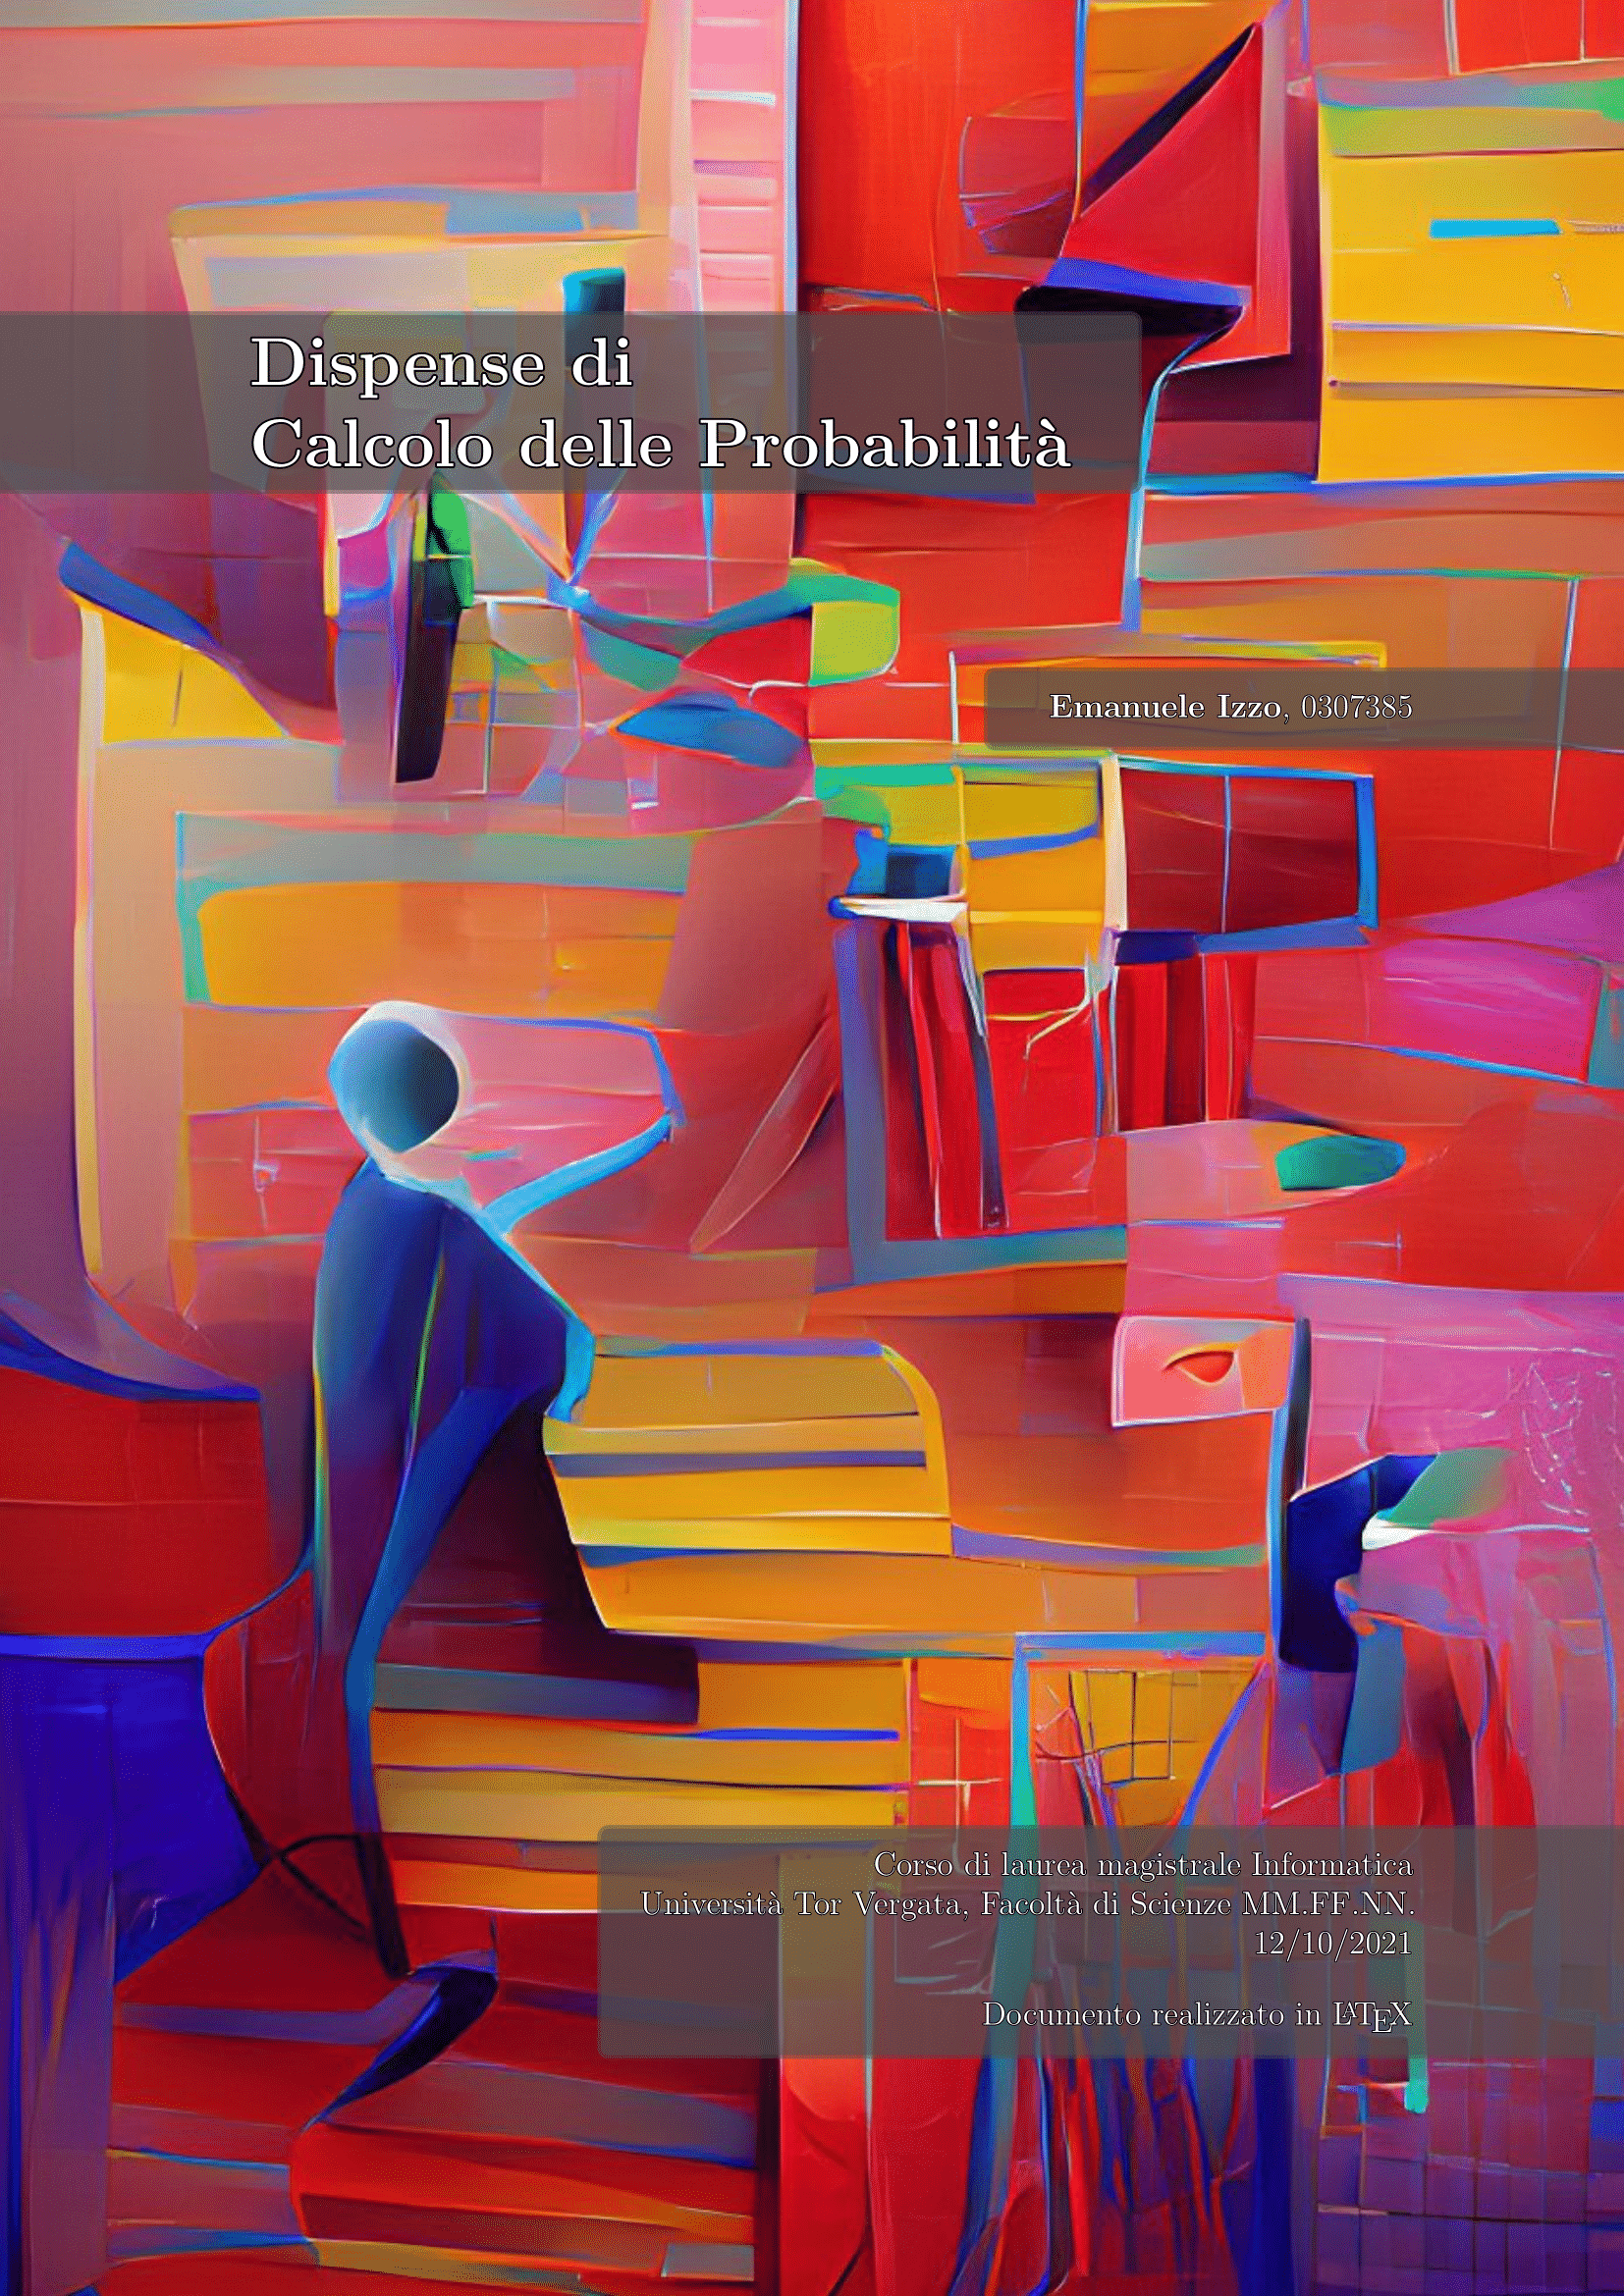 Dispense di
Calcolo delle Probabilità
Emanuele Izzo, 0307385
Corso di laurea magistrale Informatica
Università Tor Vergata, Facoltà di Scienze MM.FF.NN.
12/10/2021
Documento realizzato in LATEX